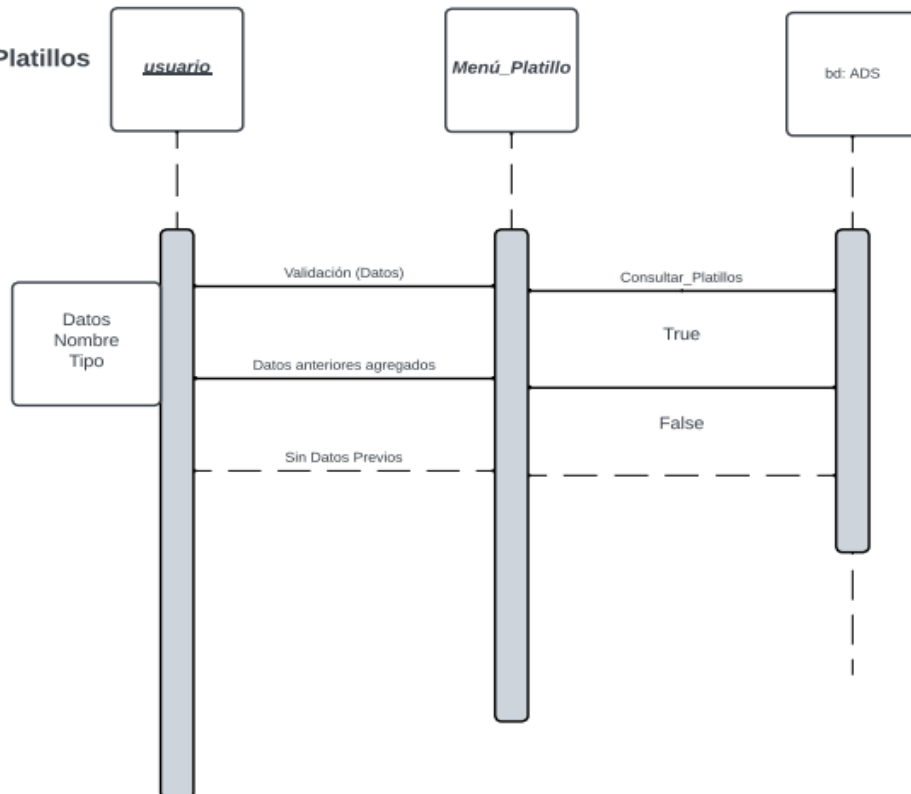 Platillos
usuario
Menú_Platillo
bd: ADS
Validación (Datos)
Consultar_Platillos
Datos
Nombre
Tipo
True
Datos anteriores agregados
False
Sin Datos Previos